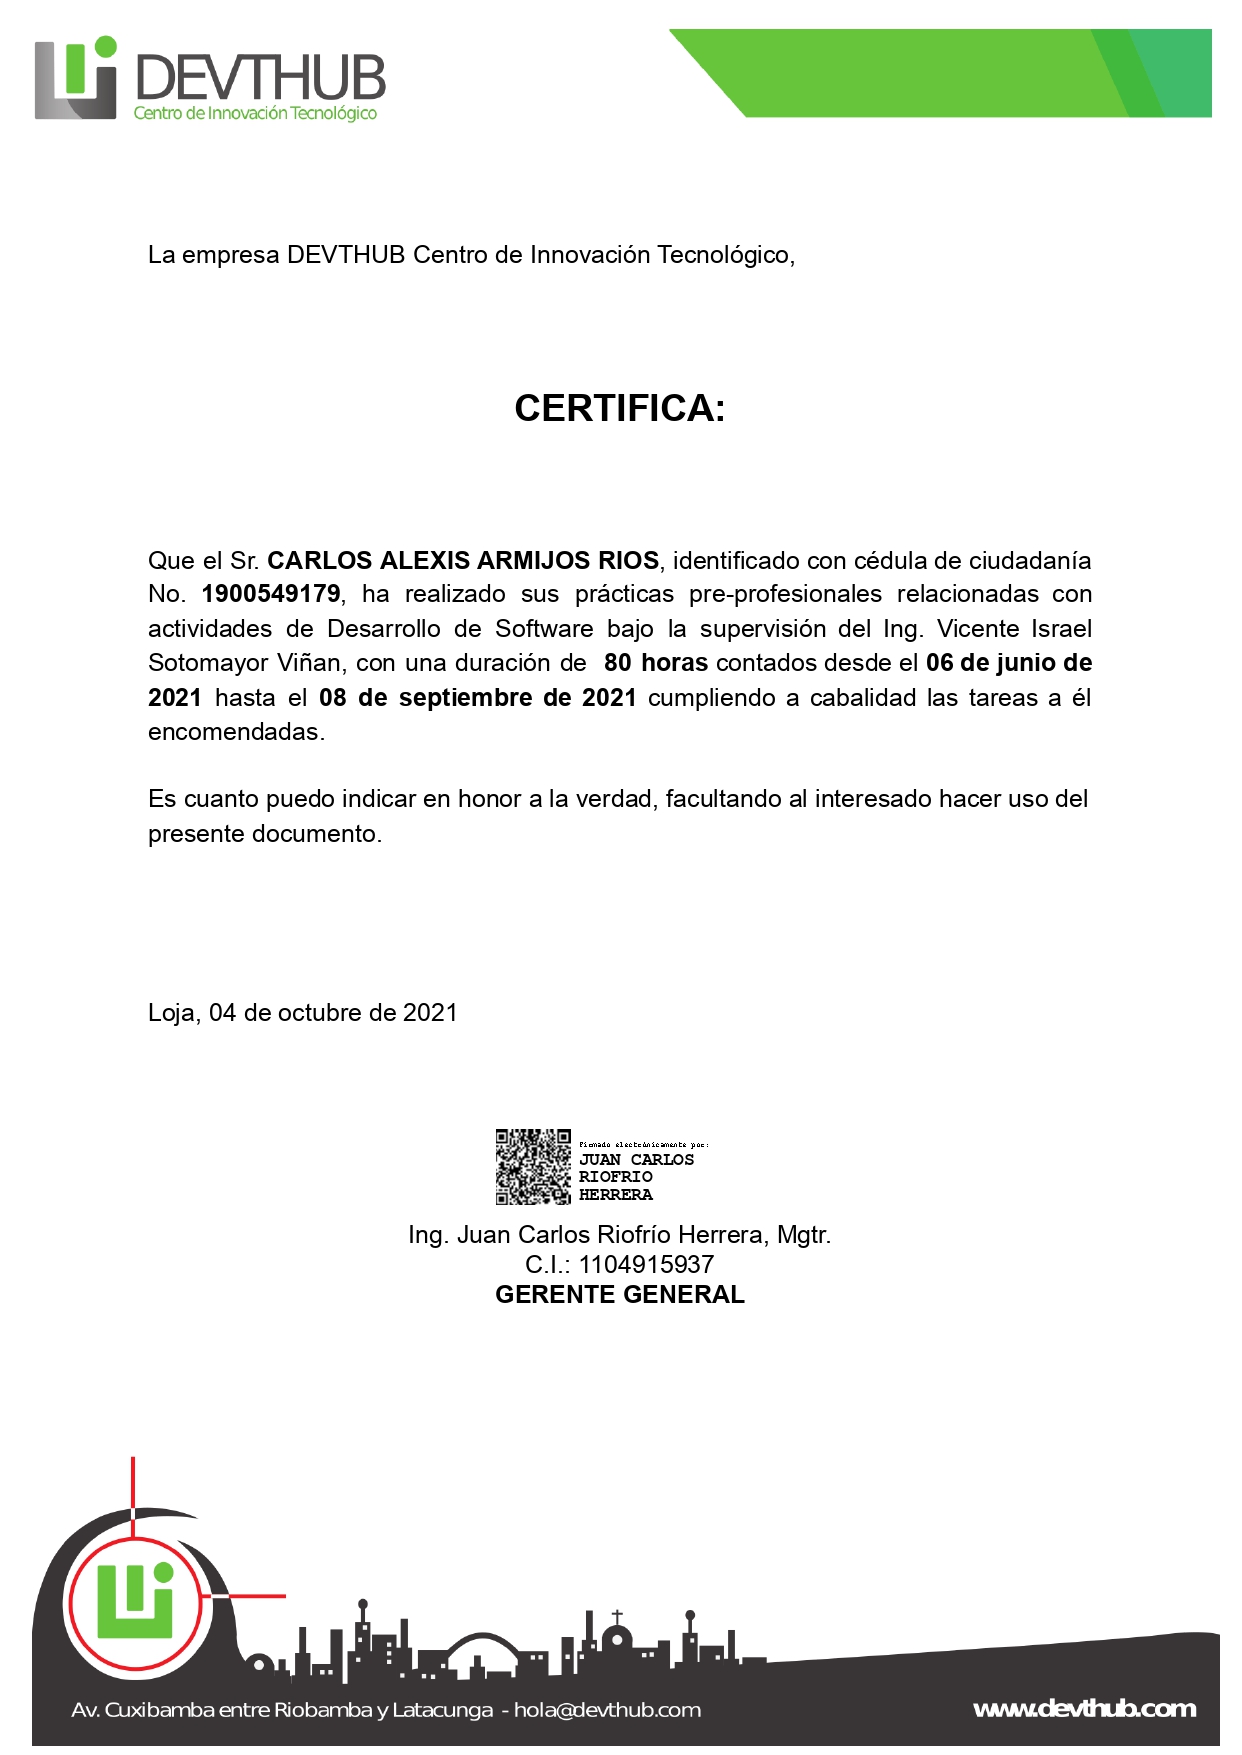 DEVTHUB
Centro de Innovación Tecnológico
La empresa DEVTHUB Centro de Innovación Tecnológico,
CERTIFICA:
Que el Sr. CARLOS ALEXIS ARMIJOS RIOS, identificado con cédula de ciudadanía
No. 1900549179, ha realizado sus prácticas pre-profesionales relacionadas con
actividades de Desarrollo de Software bajo la supervisión del Ing. Vicente Israel
Sotomayor Viñan, con una duración de 80 horas contados desde el 06 de junio de
2021 hasta el 08 de septiembre de 2021 cumpliendo a cabalidad las tareas a él
encomendadas.
Es cuanto puedo indicar en honor a la verdad, facultando al interesado hacer uso del
presente documento.
Loja, 04 de octubre de 2021
Firmado electrónicamente por:
JUAN CARLOS
RIOFRIO
HERRERA
Ing. Juan Carlos Riofrío Herrera, Mgtr.
C.I.: 1104915937
GERENTE GENERAL
Av. Cuxibamba entre Riobamba y Latacunga - hola@devthub.com
www.devthub.com